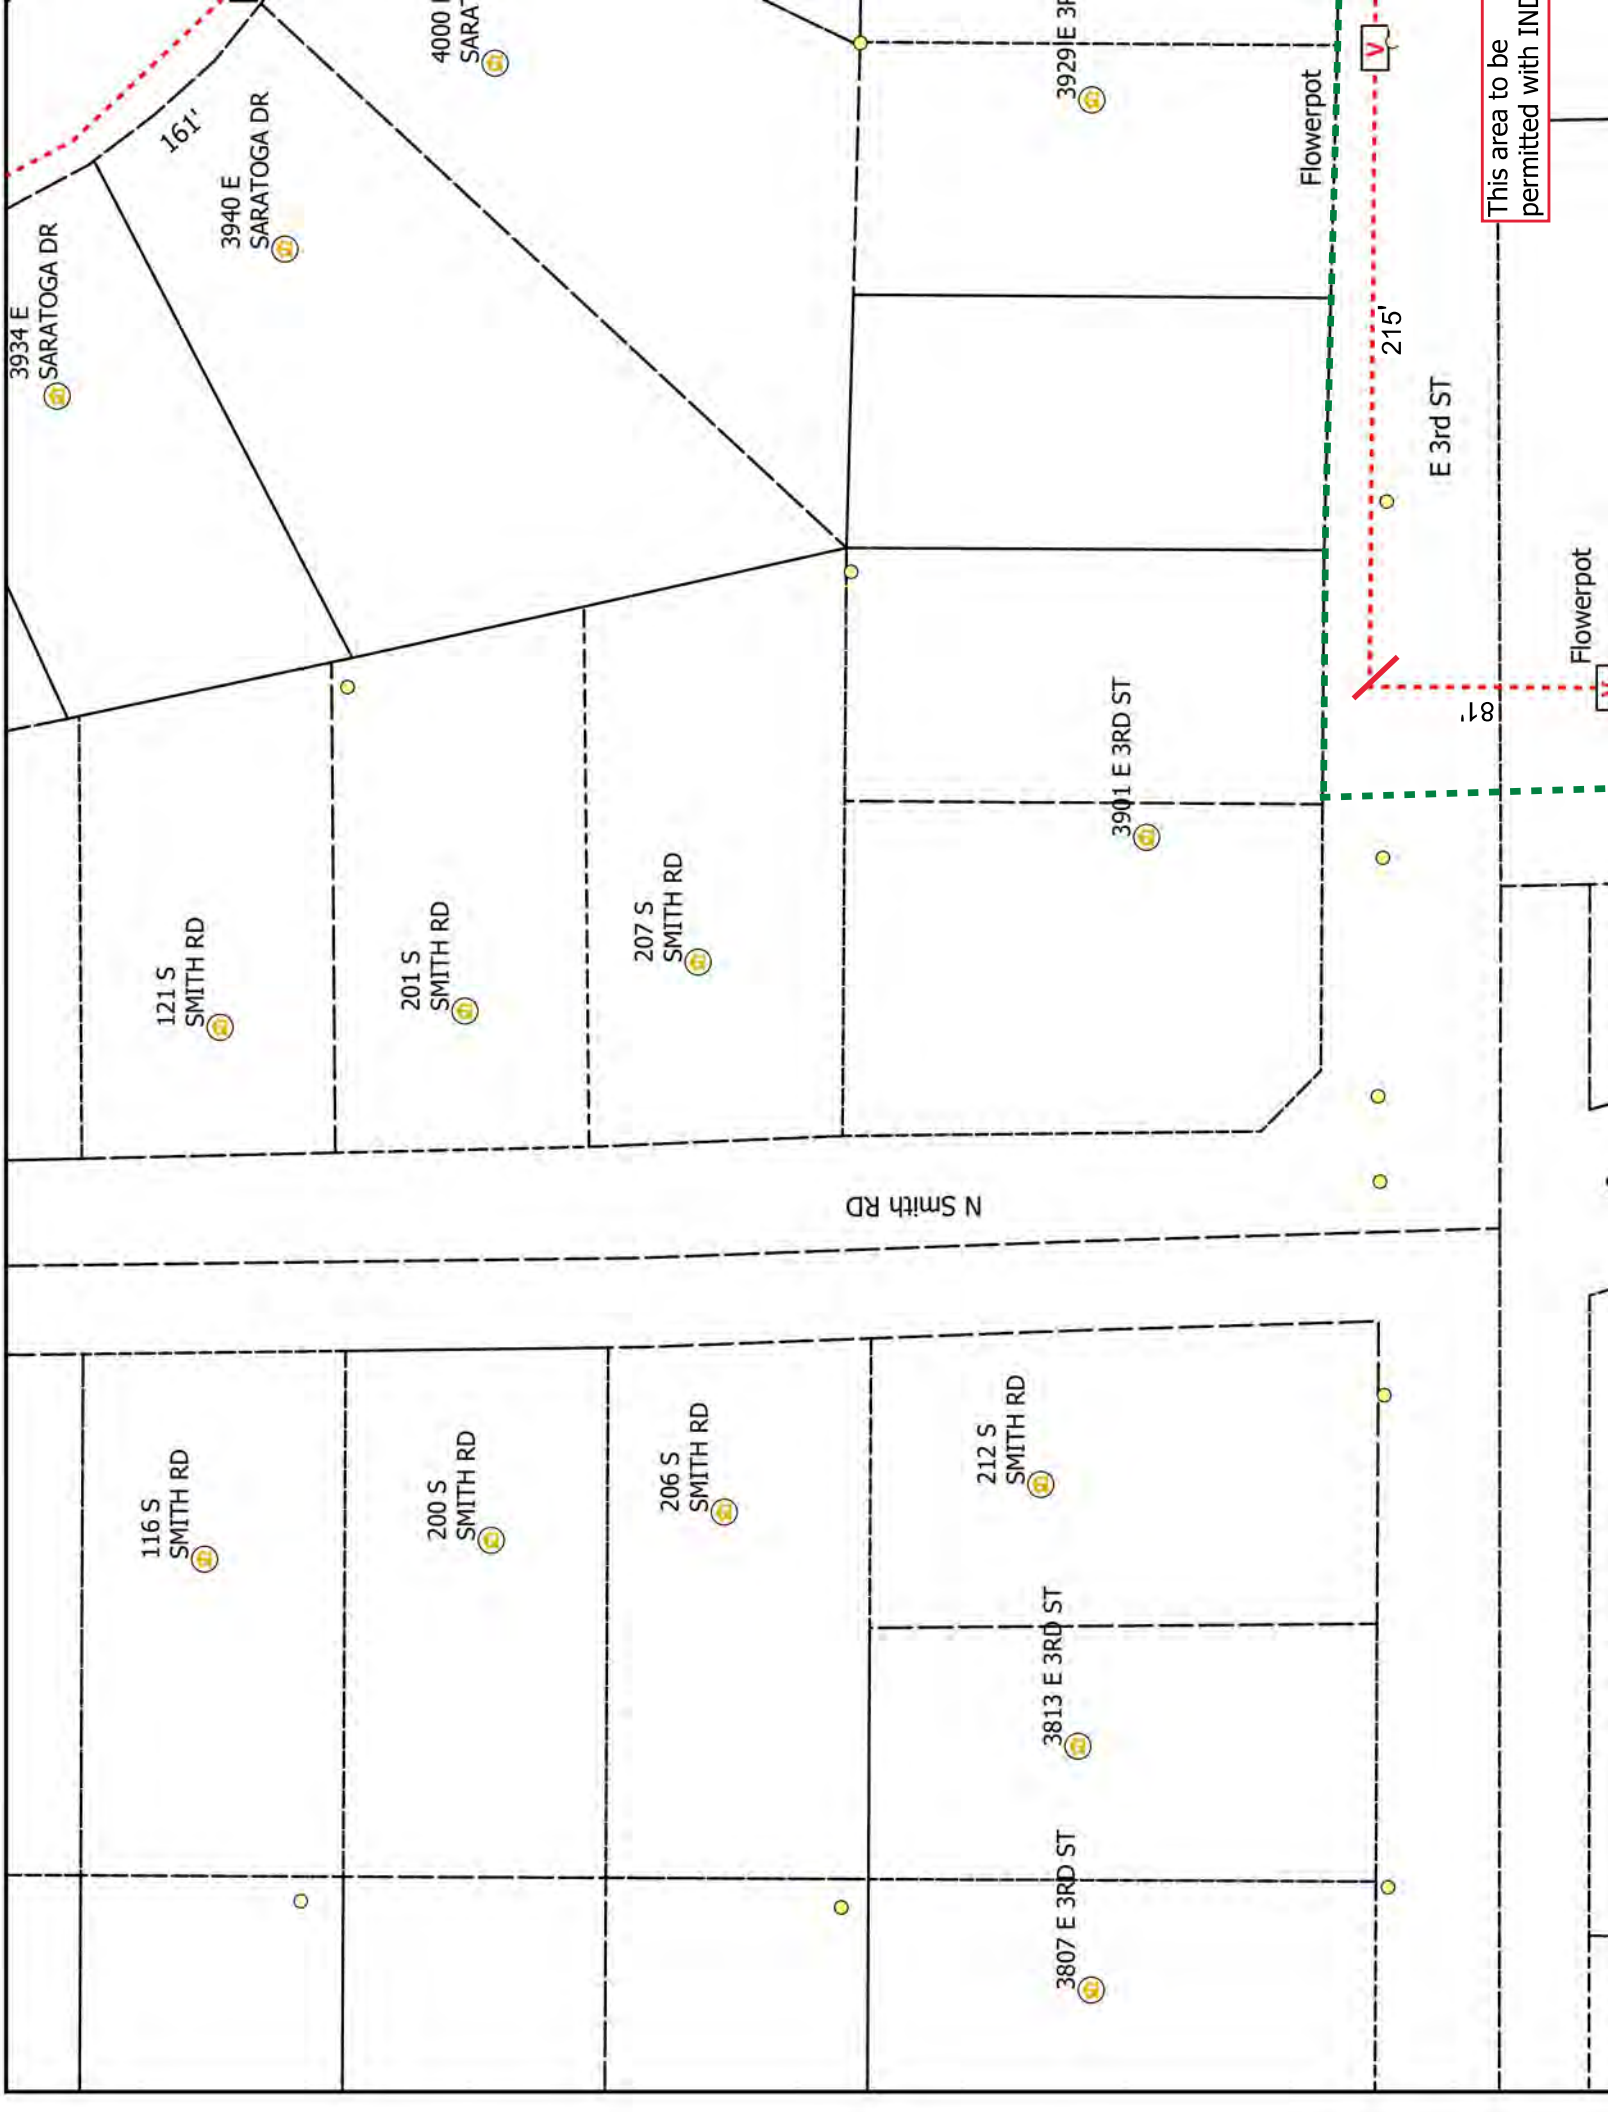 3934 E
SARATOGA DR
161'
3940 E
SARATOGA DR
4000
SARAT
3929 E 3
Flowerpot
V
This area to be
permitted with IND
215'
E 3rd ST
Flowerpot
81'
3901 E 3RD ST
121 S
SMITH RD
201 S
SMITH RD
207 S
SMITH RD
N Smith RD
116 S
SMITH RD
200 S
SMITH RD
206 S
SMITH RD
212 S
SMITH RD
3813 E 3RD ST
3807 E 3RD ST